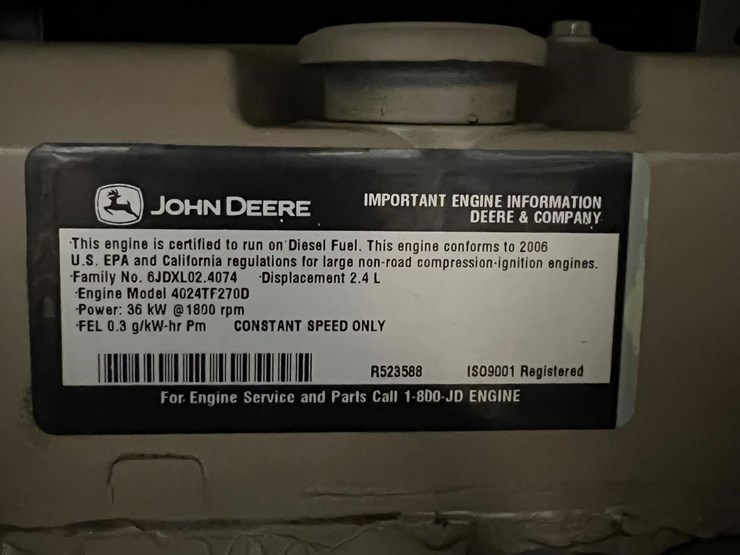 JOHN DEERE
IMPORTANT ENGINE INFORMATION
DEERE & COMPANY
This engine is certified to run on Diesel Fuel. This engine conforms to 2006
U.S. EPA and California regulations for large non-road compression-ignition engines.
Family No. 6JDXL02.4074 Displacement 2.4 L
Engine Model 4024TF270D
Power: 36 kW @1800 rpm
FEL 0.3 g/kW-hr Pm CONSTANT SPEED ONLY
R523588 ISO9001 Registered
For Engine Service and Parts Call 1-800-JD ENGINE